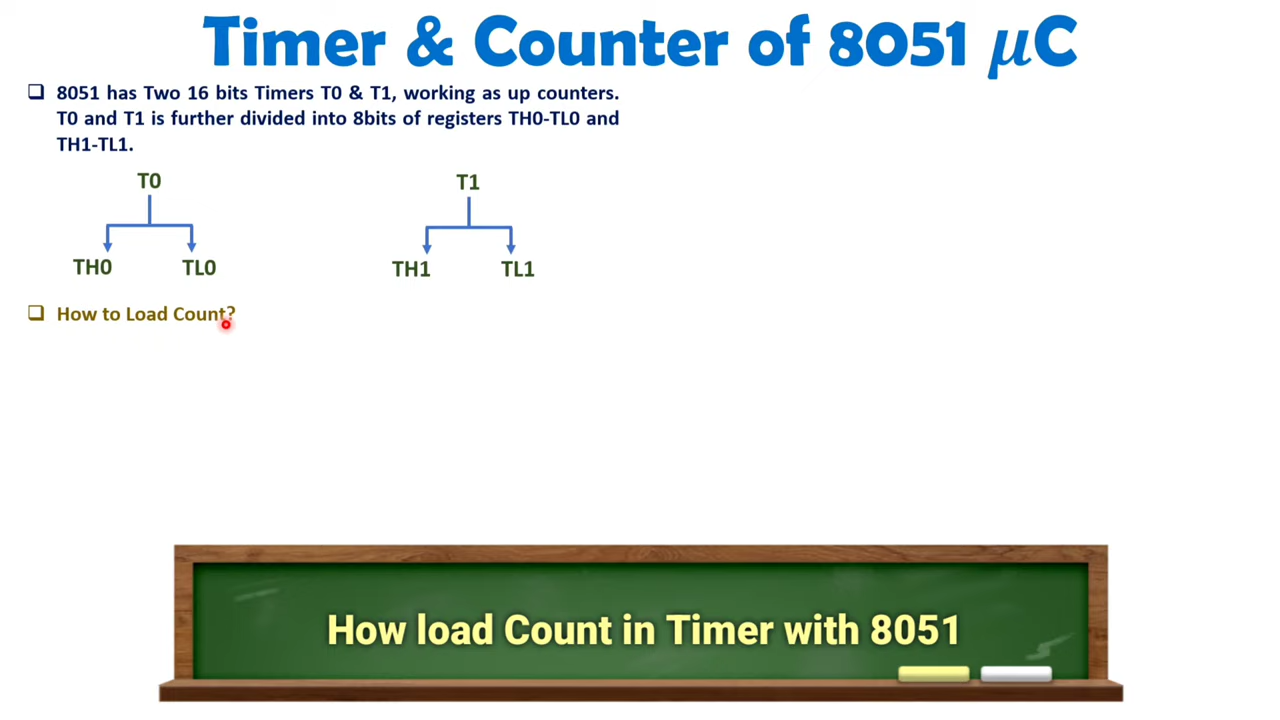 Timer & Counter of 8051 μC
8051 has Two 16 bits Timers T0 & T1, working as up counters.
T0 and T1 is further divided into 8bits of registers TH0-TL0 and
TH1-TL1.
T0
T1
TH0
TL0
TH1
TL1
How to Load Count?
How load Count in Timer with 8051